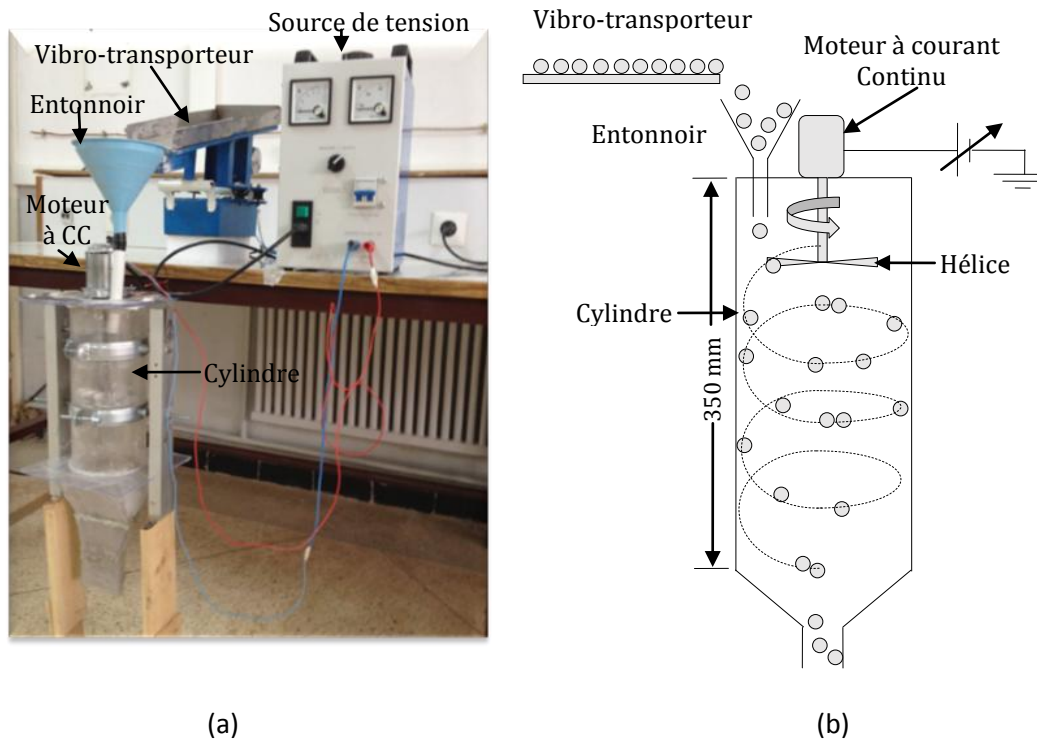 Source de tension
Vibro-transporteur
Entonnoir
Moteur
à CC
Cylindre
(a)
Vibro-transporteur
Moteur à courant
Continu
Entonnoir
Hélice
Cylindre
350 mm
(b)